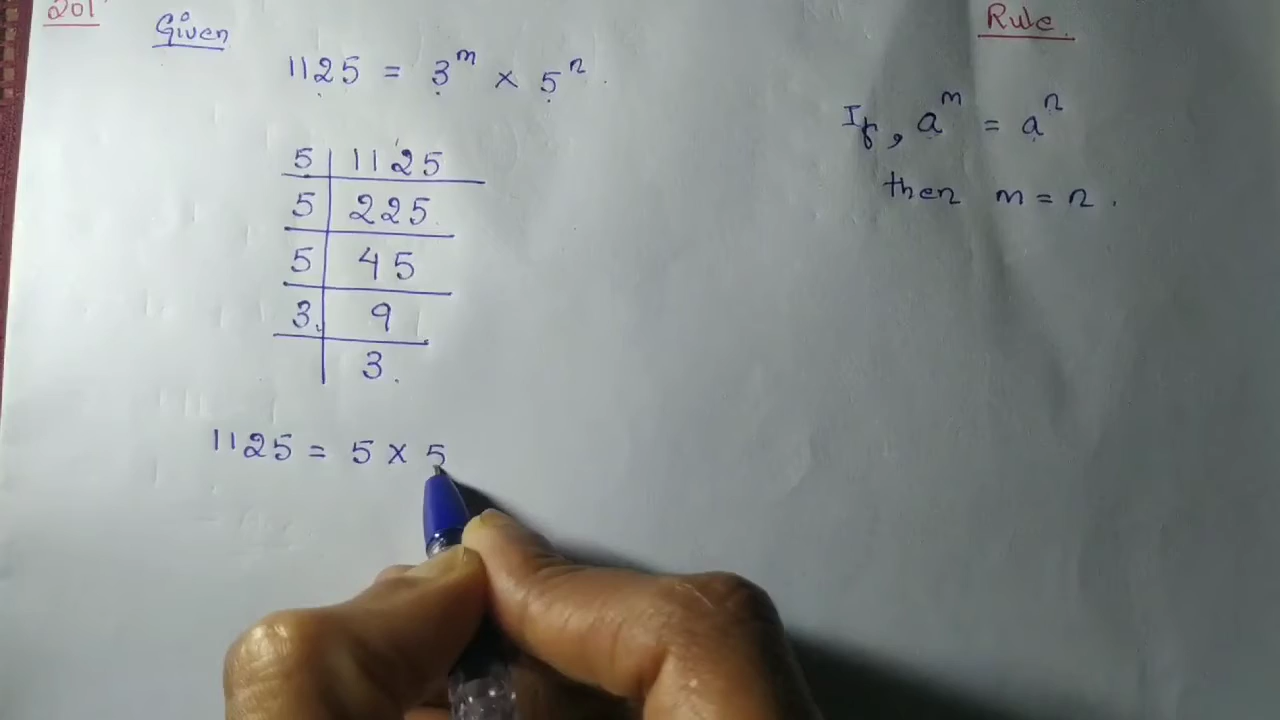 Sol
Given
1125 = 3^m × 5^n.
5 | 1125
5 | 225
5 | 45
3 | 9
| 3
1125 = 5 × 5
Rule
If, a^m = a^n
then m = n.